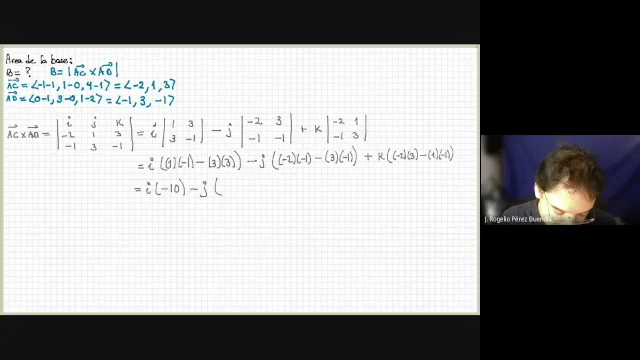 Área de la base:
B = ? B = |AC × AD|
AC = ⟨-1-1, 1-0, 4-1⟩ = ⟨-2, 1, 3⟩
AD = ⟨0-1, 3-0, 1-2⟩ = ⟨-1, 3, -1⟩
AC × AD = | i j k | = i | 1 3 | - j | -2 3 | + k | -2 1 |
| -2 1 3 | | 3 -1 | | -1 -1 | | -1 3 |
| -1 3 -1 |
= i ((1)(-1) - (3)(3)) - j ((-2)(-1) - (3)(-1)) + k ((-2)(3) - (1)(-1))
= i (-10) - j (
J. Rogelio Pérez Buendía